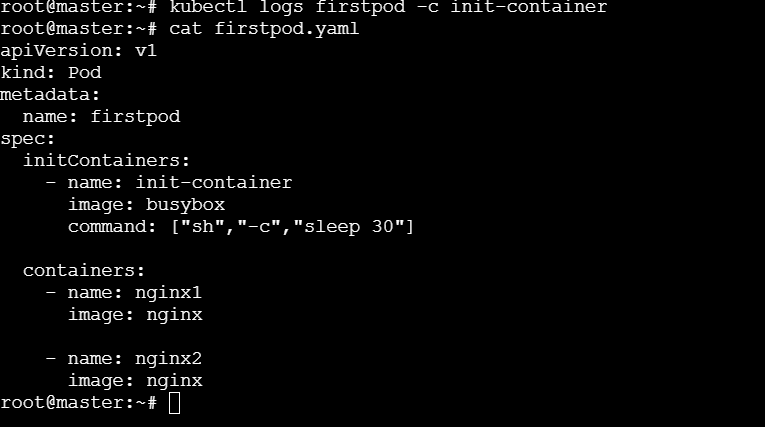 root@master:~# kubectl logs firstpod -c init-container
root@master:~# cat firstpod.yaml
apiVersion: v1
kind: Pod
metadata:
  name: firstpod
spec:
  initContainers:
    - name: init-container
      image: busybox
      command: ["sh","-c","sleep 30"]

  containers:
    - name: nginx1
      image: nginx

    - name: nginx2
      image: nginx
root@master:~#